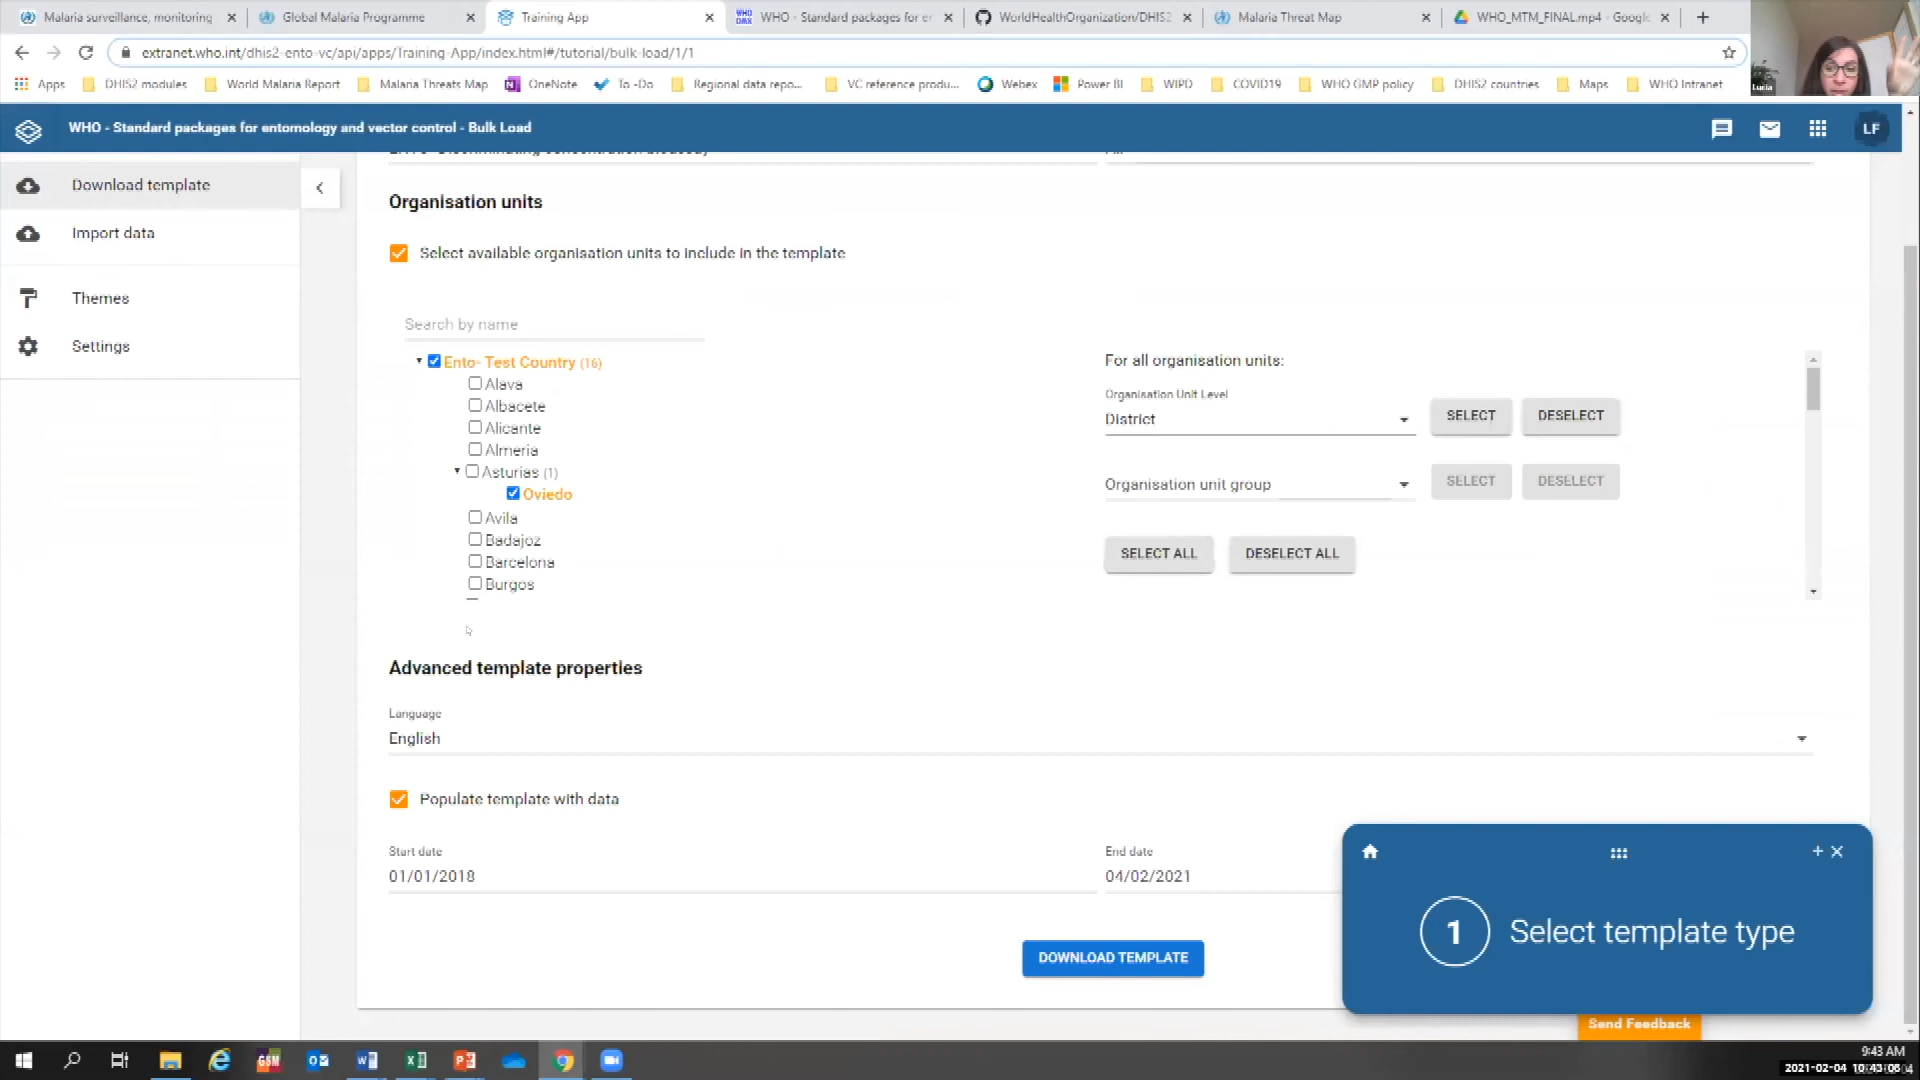 Malaria surveillance, monitoring
Global Malaria Programme
Training App
WHO - Standard packages for en
WorldHealthOrganization/DHIS2
Malaria Threat Map
WHO_MTM_FINAL.mp4 - Google
extranet.who.int/dhis2-ento-vc/api/apps/Training-App/index.html#/tutorial/bulk-load/1/1
Apps
DHIS2 modules
World Malaria Report
Malaria Threats Map
OneNote
To-Do
Regional data repo...
VC reference produ...
Webex
Power BI
WIPD
COVID19
WHO GMP policy
DHIS2 countries
Maps
WHO Intranet
Lucia
WHO - Standard packages for entomology and vector control - Bulk Load
LF
Download template
Import data
Themes
Settings
Organisation units
Select available organisation units to include in the template
Search by name
Ento- Test Country (16)
Alava
Albacete
Alicante
Almeria
Asturias (1)
Oviedo
Avila
Badajoz
Barcelona
Burgos
For all organisation units:
Organisation Unit Level
District
SELECT
DESELECT
Organisation unit group
SELECT
DESELECT
SELECT ALL
DESELECT ALL
Advanced template properties
Language
English
Populate template with data
Start date
01/01/2018
End date
04/02/2021
DOWNLOAD TEMPLATE
1 Select template type
Send Feedback
GSM
9:43 AM
2021-02-04 10:43:06